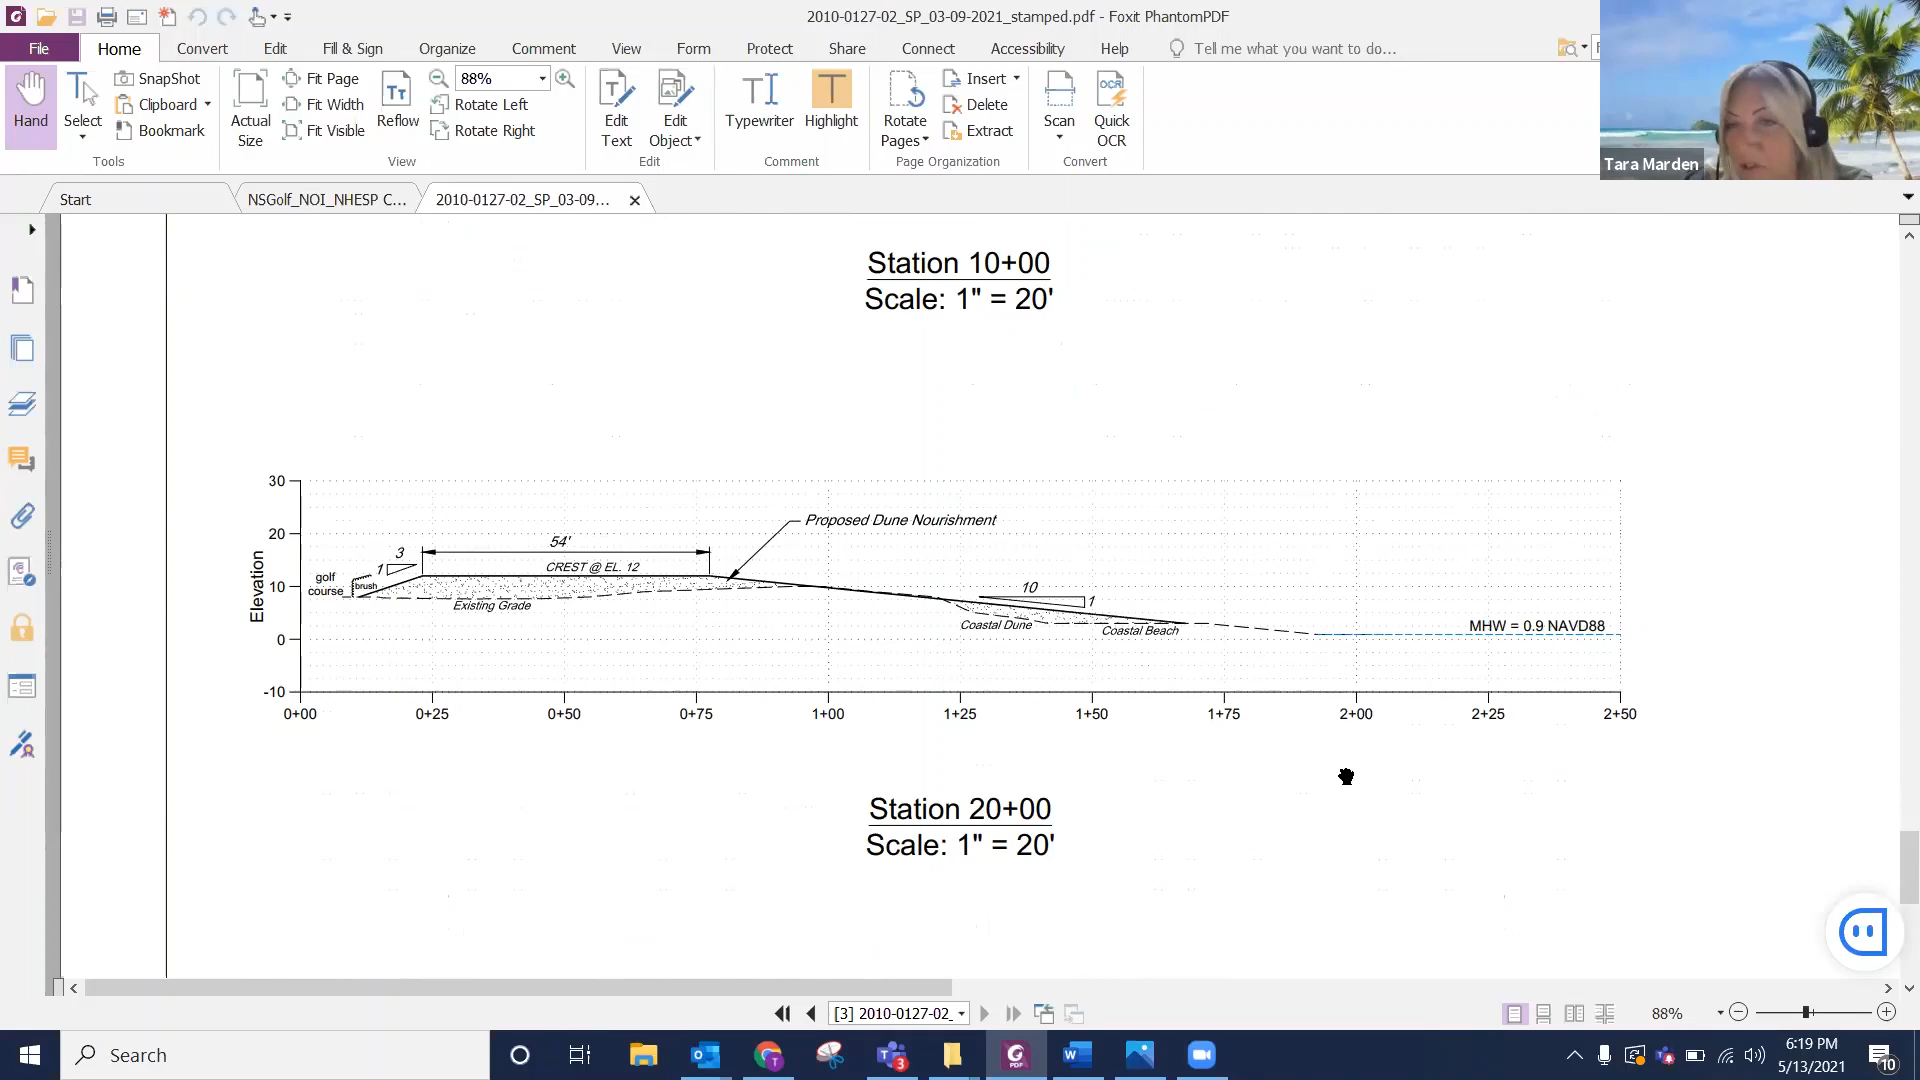 2010-0127-02_SP_03-09-2021_stamped.pdf - Foxit PhantomPDF
File Home Convert Edit Fill & Sign Organize Comment View Form Protect Share Connect Accessibility Help Tell me what you want to do...
Hand
Select
SnapShot
Clipboard
Bookmark
Tools
Actual Size
Fit Page
Fit Width
Fit Visible
Reflow
88%
Rotate Left
Rotate Right
View
Edit Text
Edit Object
Edit
Typewriter
Highlight
Comment
Rotate Pages
Insert
Delete
Extract
Page Organization
Scan
Quick OCR
Convert
Tara Marden
Start
NSGolf_NOI_NHESP C...
2010-0127-02_SP_03-09...
Station 10+00
Scale: 1" = 20'
30
20
10
0
-10
Elevation
golf course
brush
1
3
54'
CREST @ EL. 12
Existing Grade
Proposed Dune Nourishment
10
1
Coastal Dune
Coastal Beach
MHW = 0.9 NAVD88
0+00 0+25 0+50 0+75 1+00 1+25 1+50 1+75 2+00 2+25 2+50
Station 20+00
Scale: 1" = 20'
[3] 2010-0127-02_
88%
Search
3
6:19 PM
5/13/2021
10